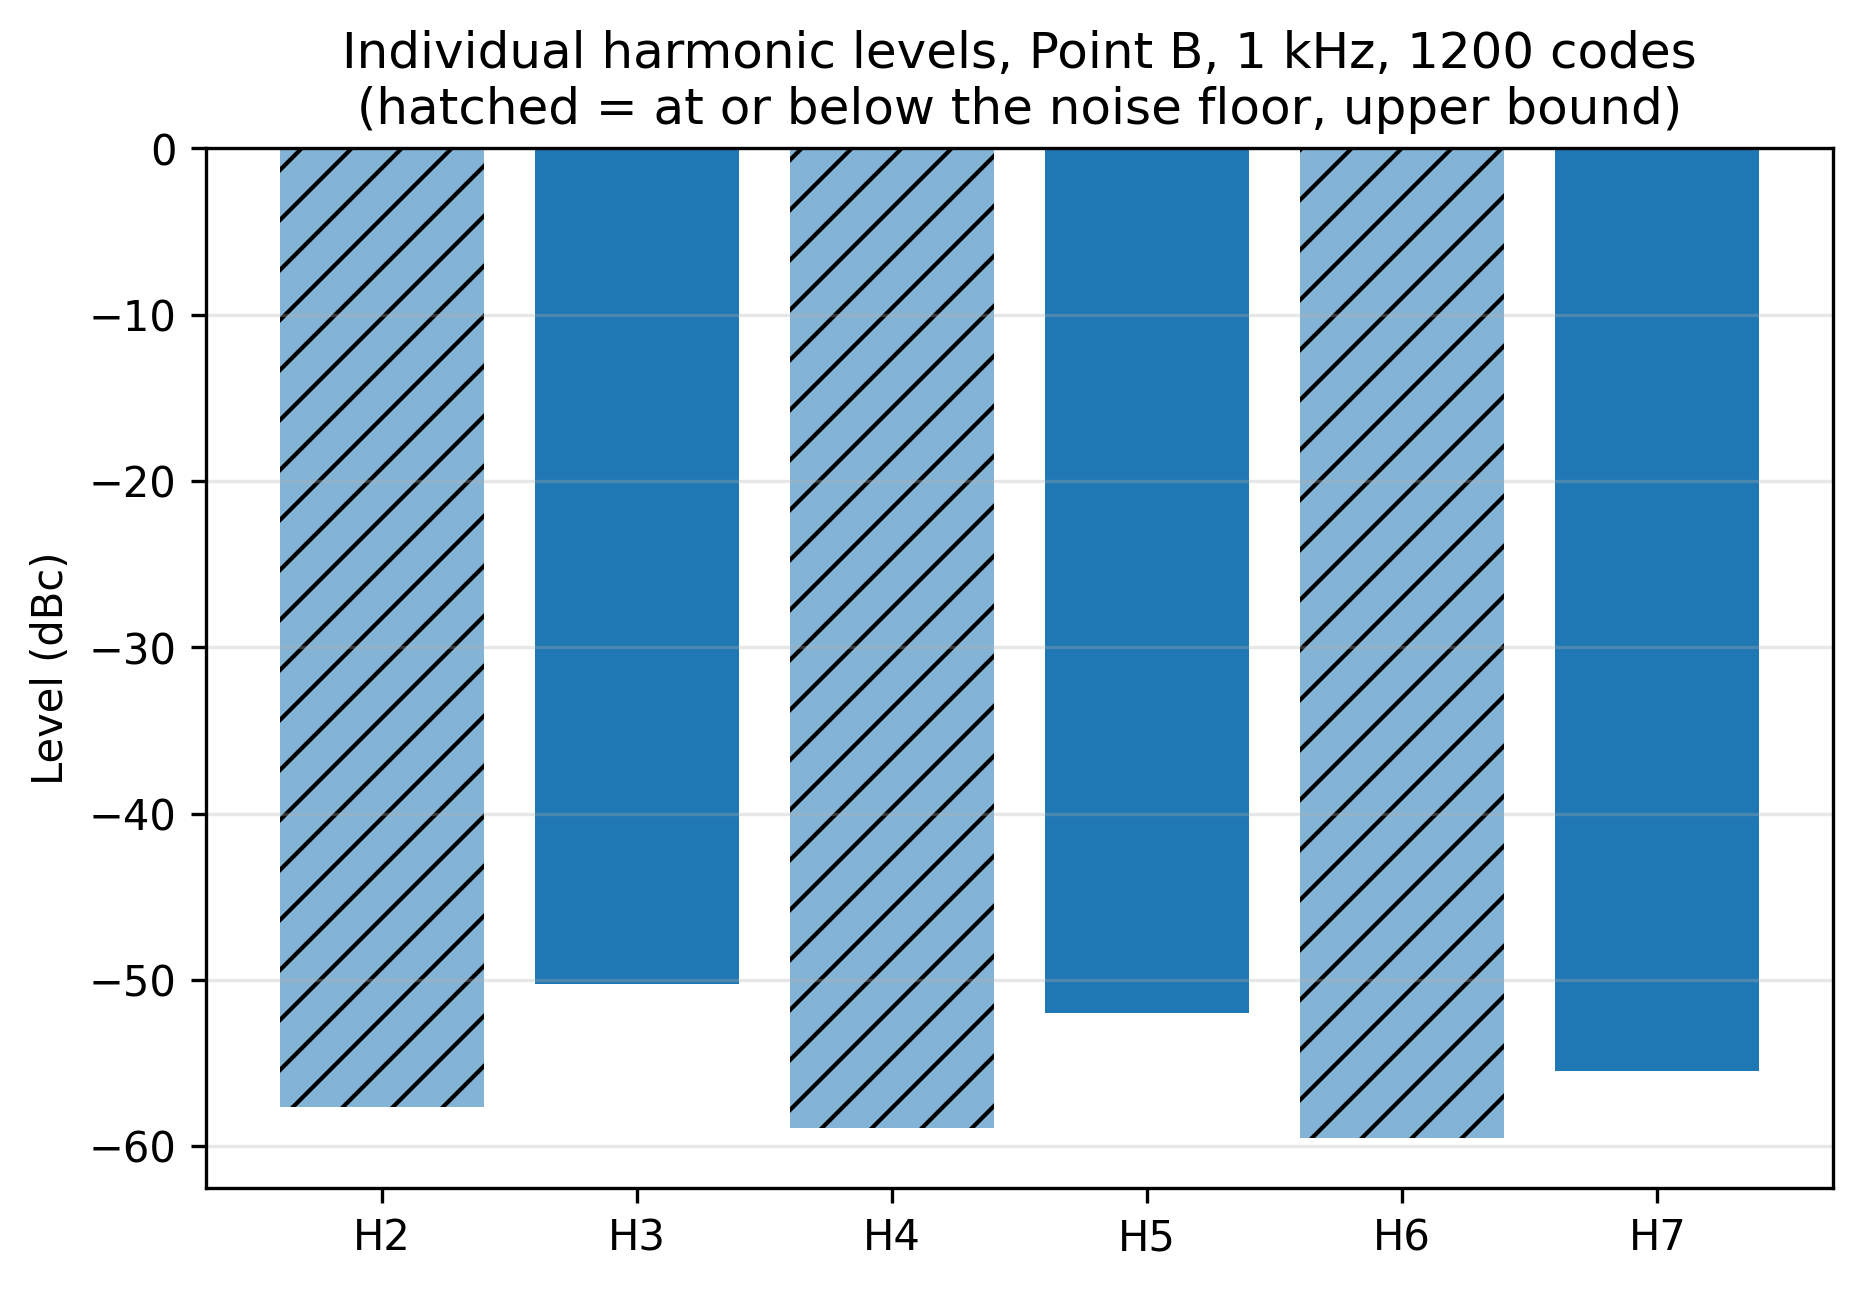 Individual harmonic levels, Point B, 1 kHz, 1200 codes
(hatched = at or below the noise floor, upper bound)
0
−10
−20
−30
−40
−50
−60
Level (dBc)
H2 H3 H4 H5 H6 H7